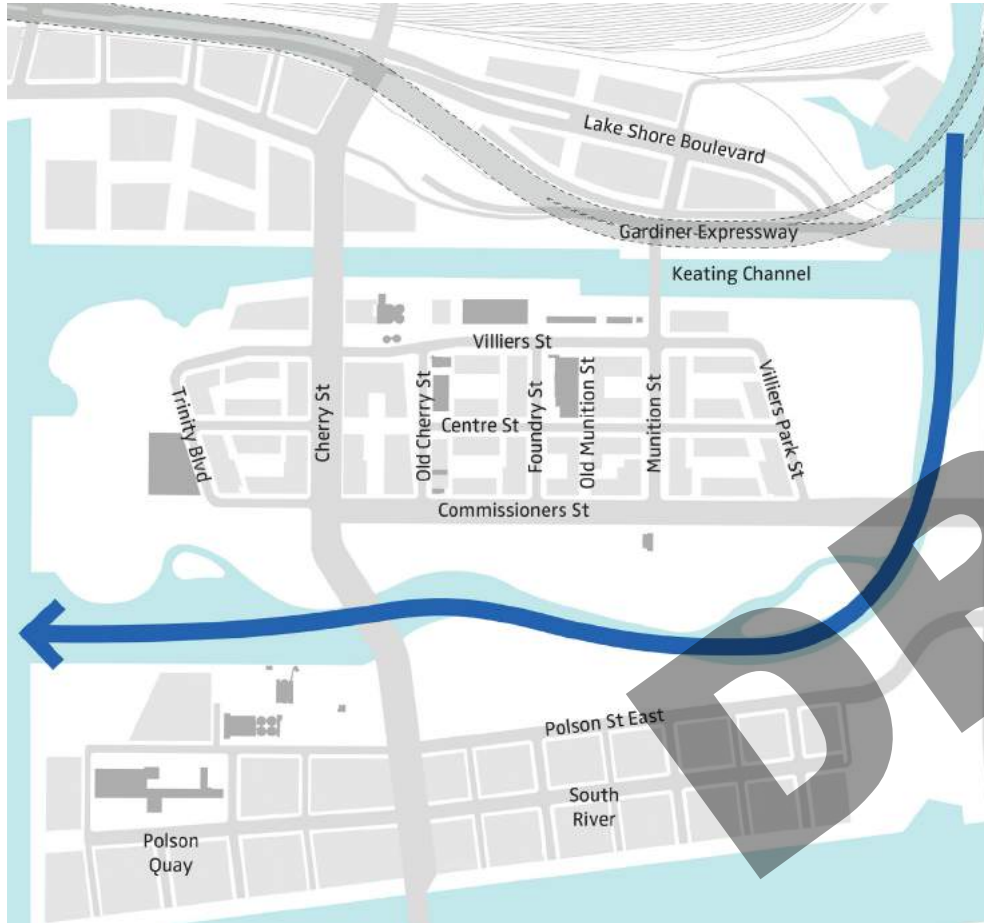 Lake Shore Boulevard
Gardiner Expressway
Keating Channel
Villiers St
Trinity Blvd
Cherry St
Old Cherry St
Centre St
Foundry St
Old Munition St
Munition St
Villiers Park St
Commissioners St
Polson St East
South
River
Polson
Quay